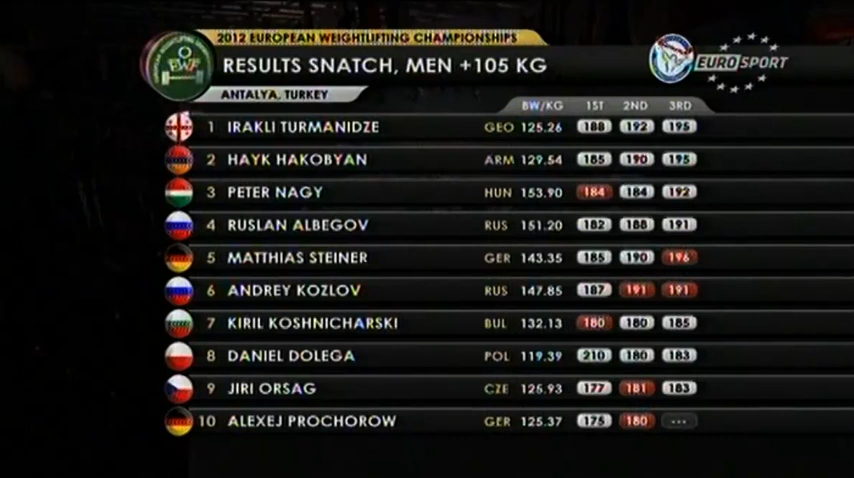 2012 EUROPEAN WEIGHTLIFTING CHAMPIONSHIPS
RESULTS SNATCH, MEN +105 KG
EUROSPORT
ANTALYA, TURKEY
BW/KG 1ST 2ND 3RD
1 IRAKLI TURMANIDZE GEO 125.26 188 192 195
2 HAYK HAKOBYAN ARM 129.54 185 190 195
3 PETER NAGY HUN 153.90 184 184 192
4 RUSLAN ALBEGOV RUS 151.20 182 188 191
5 MATTHIAS STEINER GER 143.35 185 190 196
6 ANDREY KOZLOV RUS 147.85 187 191 191
7 KIRIL KOSHNICHARSKI BUL 132.13 180 180 185
8 DANIEL DOLEGA POL 119.39 210 180 183
9 JIRI ORSAG CZE 125.93 177 181 183
10 ALEXEJ PROCHOROW GER 125.37 175 180 ---